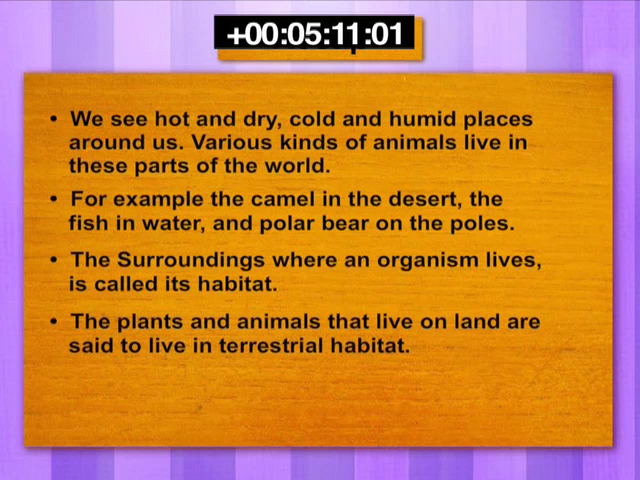 +00:05:11:01
• We see hot and dry, cold and humid places
around us. Various kinds of animals live in
these parts of the world.
• For example the camel in the desert, the
fish in water, and polar bear on the poles.
• The Surroundings where an organism lives,
is called its habitat.
• The plants and animals that live on land are
said to live in terrestrial habitat.